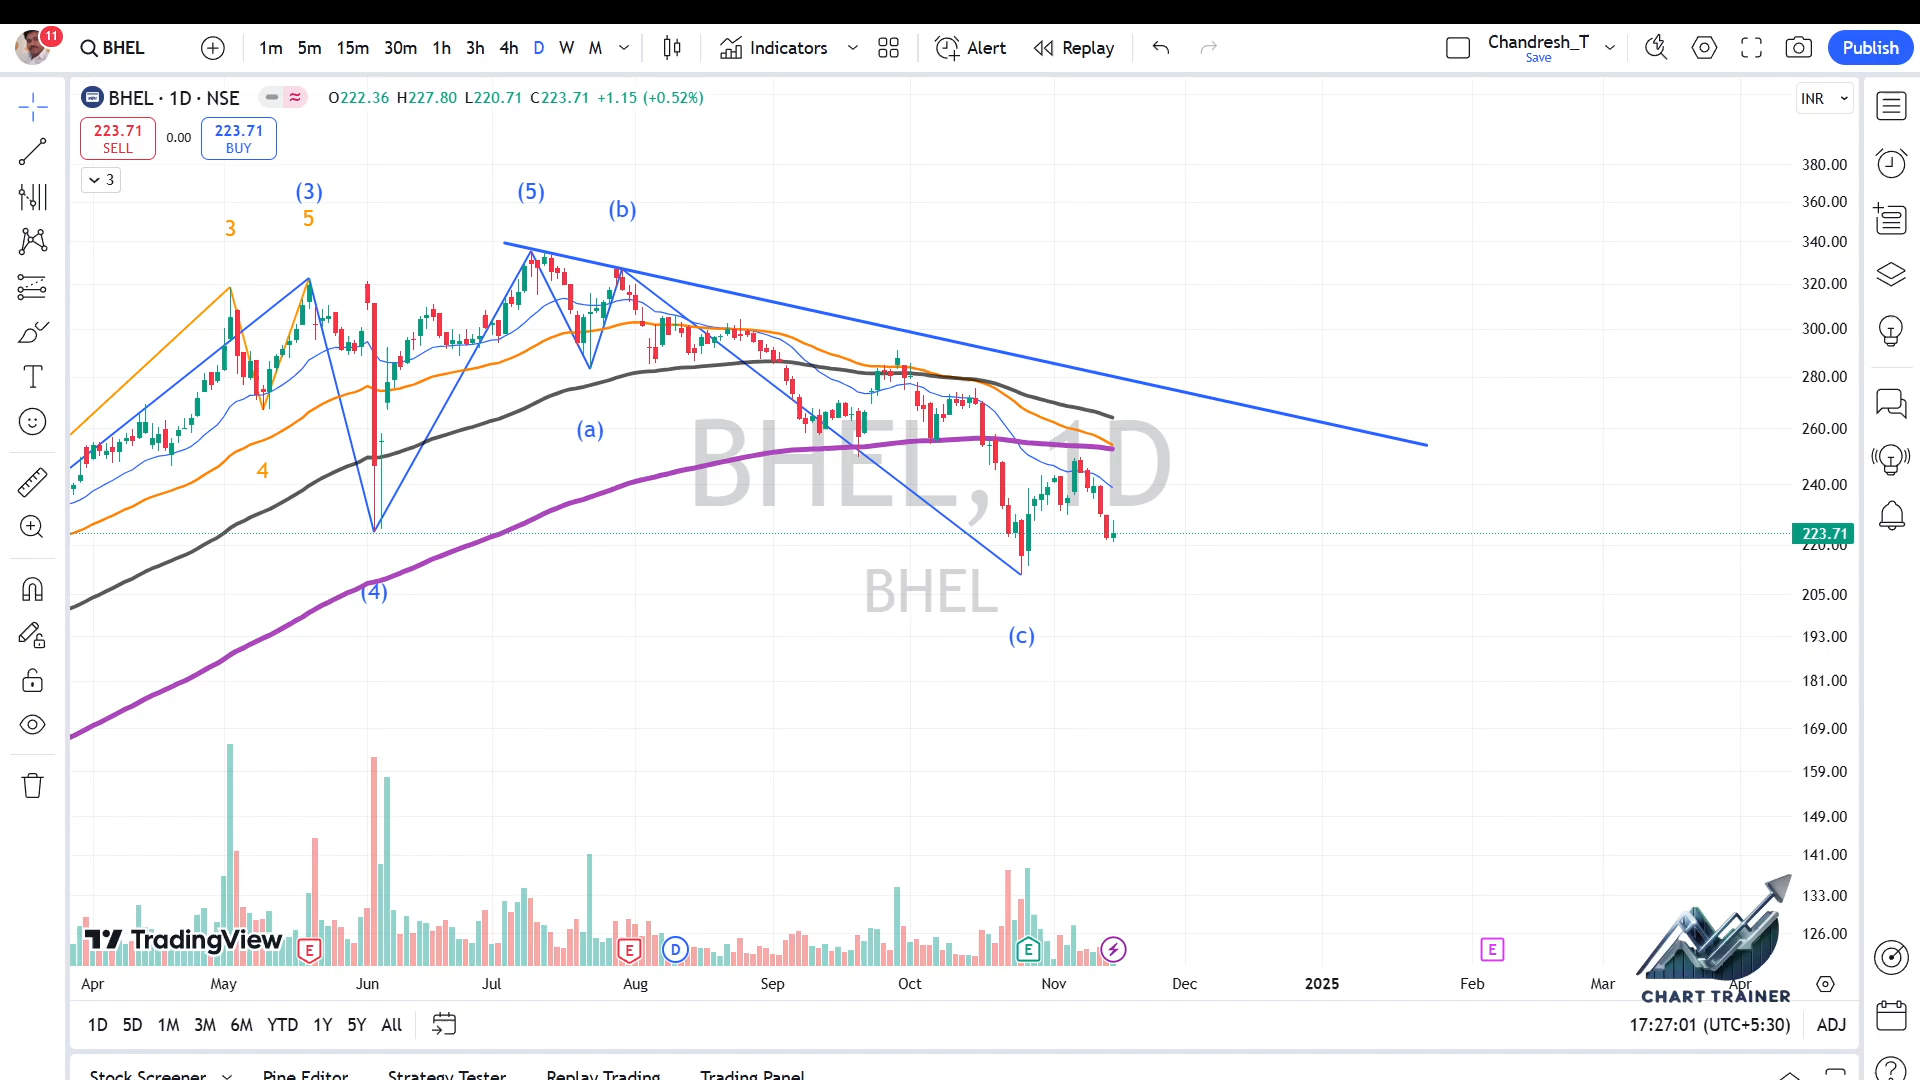 11
BHEL
1m 5m 15m 30m 1h 3h 4h D W M
Indicators
Alert
Replay
Chandresh_T
Save
Publish
BHEL · 1D · NSE
O222.36 H227.80 L220.71 C223.71 +1.15 (+0.52%)
INR
223.71
SELL
0.00
223.71
BUY
3
(3)
5
3
4
(4)
(5)
(b)
(a)
(c)
BHEL, 1D
BHEL
380.00
360.00
340.00
320.00
300.00
280.00
260.00
240.00
223.71
220.00
205.00
193.00
181.00
169.00
159.00
149.00
141.00
133.00
126.00
TradingView
E
E
D
E
E
CHART TRAINER
Apr May Jun Jul Aug Sep Oct Nov Dec 2025 Feb Mar Apr
1D 5D 1M 3M 6M YTD 1Y 5Y All
17:27:01 (UTC+5:30) ADJ
Stock Screener Pine Editor Strategy Tester Replay Trading Trading Panel